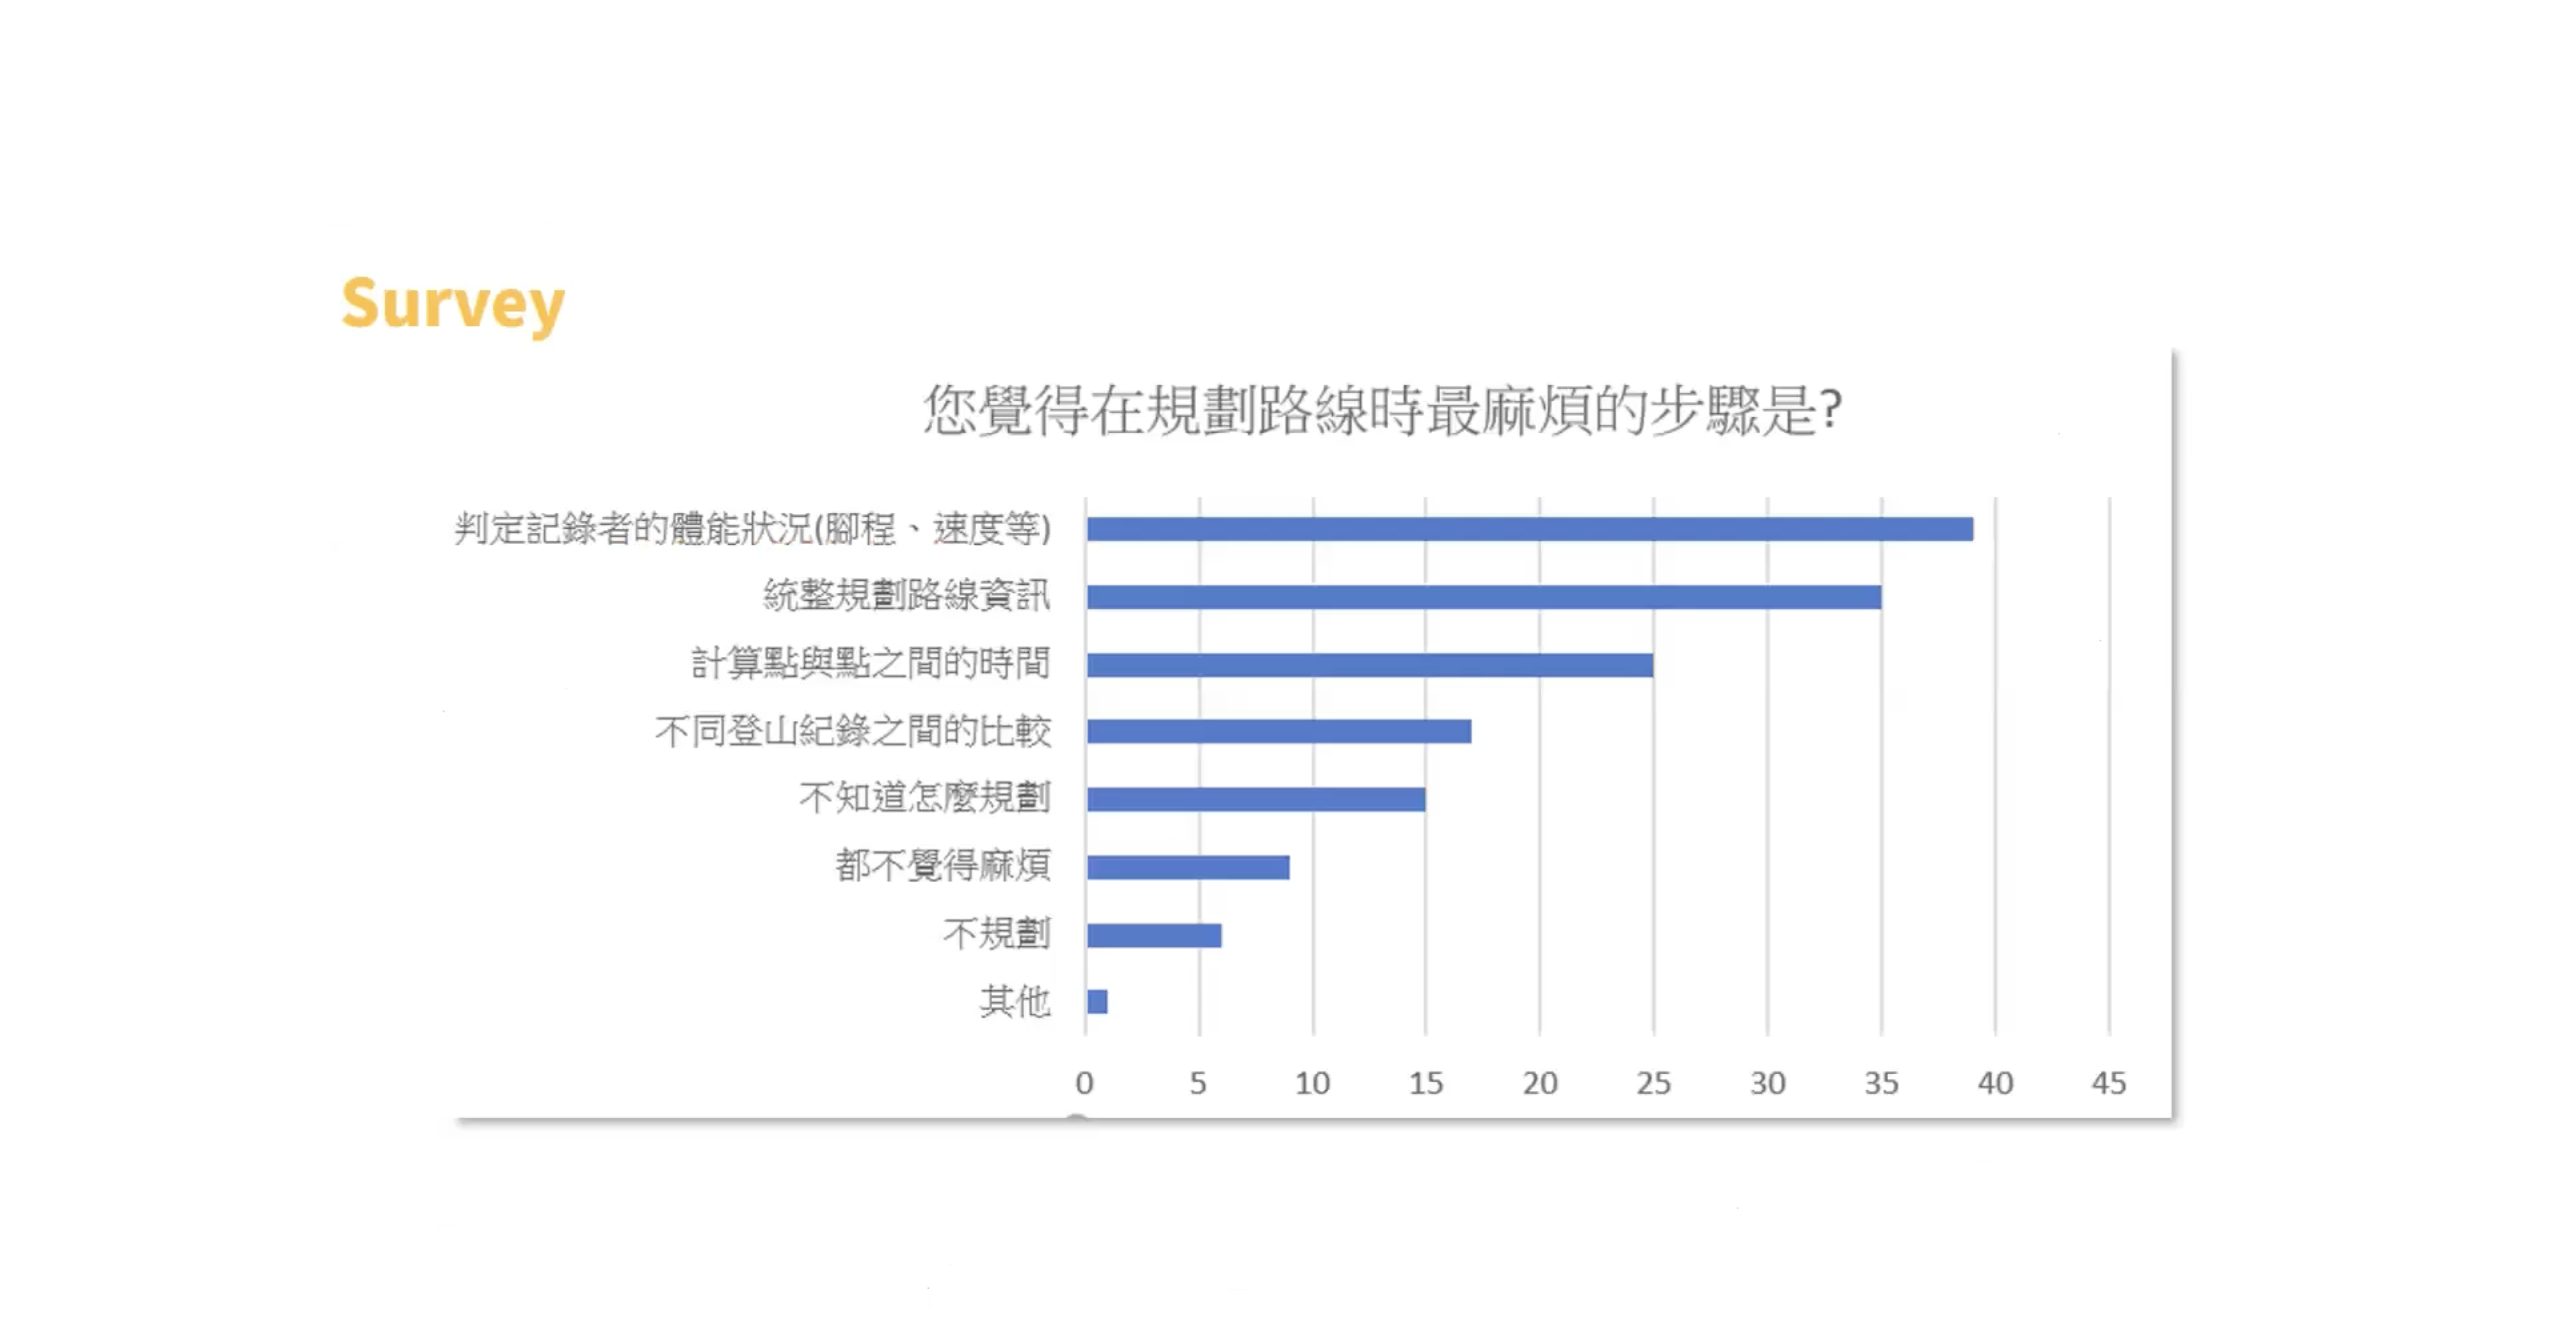 Survey
您覺得在規劃路線時最麻煩的步驟是?
判定記錄者的體能狀況(腳程、速度等)
統整規劃路線資訊
計算點與點之間的時間
不同登山紀錄之間的比較
不知道怎麼規劃
都不覺得麻煩
不規劃
其他
0 5 10 15 20 25 30 35 40 45